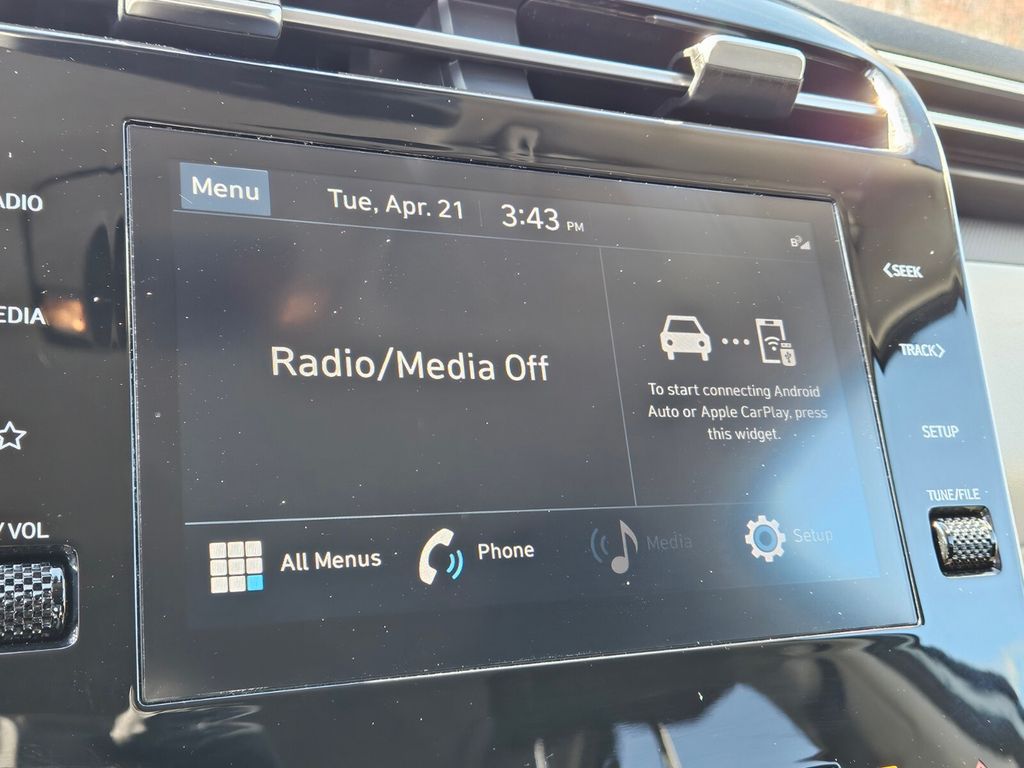 Menu
Tue, Apr. 21
3:43 PM
Radio/Media Off
To start connecting Android
Auto or Apple CarPlay, press
this widget.
All Menus
Phone
Media
Setup
ADIO
EDIA
/ VOL
<SEEK
TRACK>
SETUP
TUNE/FILE